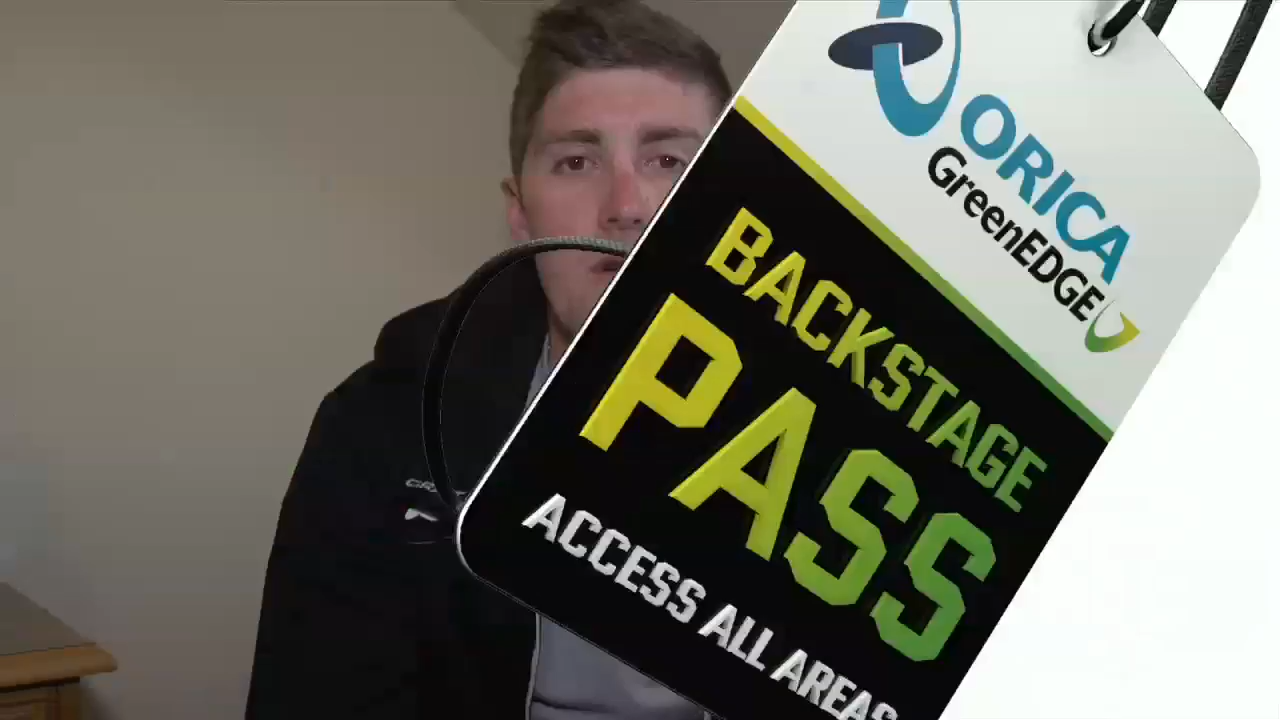 ORICA
GreenEDGE
BACKSTAGE
PASS
ACCESS ALL AREAS